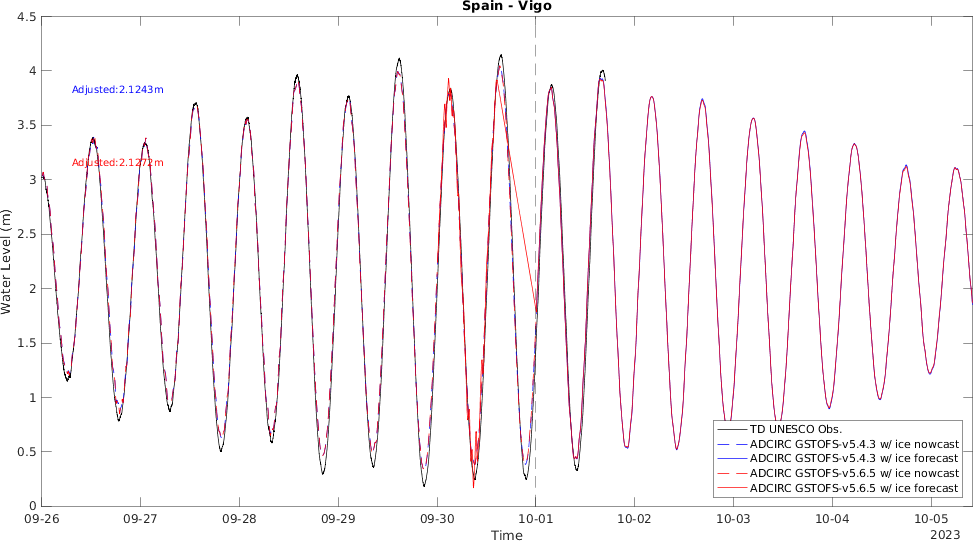 Spain - Vigo
4.5
4
3.5
3
2.5
2
1.5
1
0.5
0
Water Level (m)
Adjusted:2.1243m
Adjusted:2.1272m
TD UNESCO Obs.
ADCIRC GSTOFS-v5.4.3 w/ ice nowcast
ADCIRC GSTOFS-v5.4.3 w/ ice forecast
ADCIRC GSTOFS-v5.6.5 w/ ice nowcast
ADCIRC GSTOFS-v5.6.5 w/ ice forecast
09-26 09-27 09-28 09-29 09-30 10-01 10-02 10-03 10-04 10-05
Time
2023